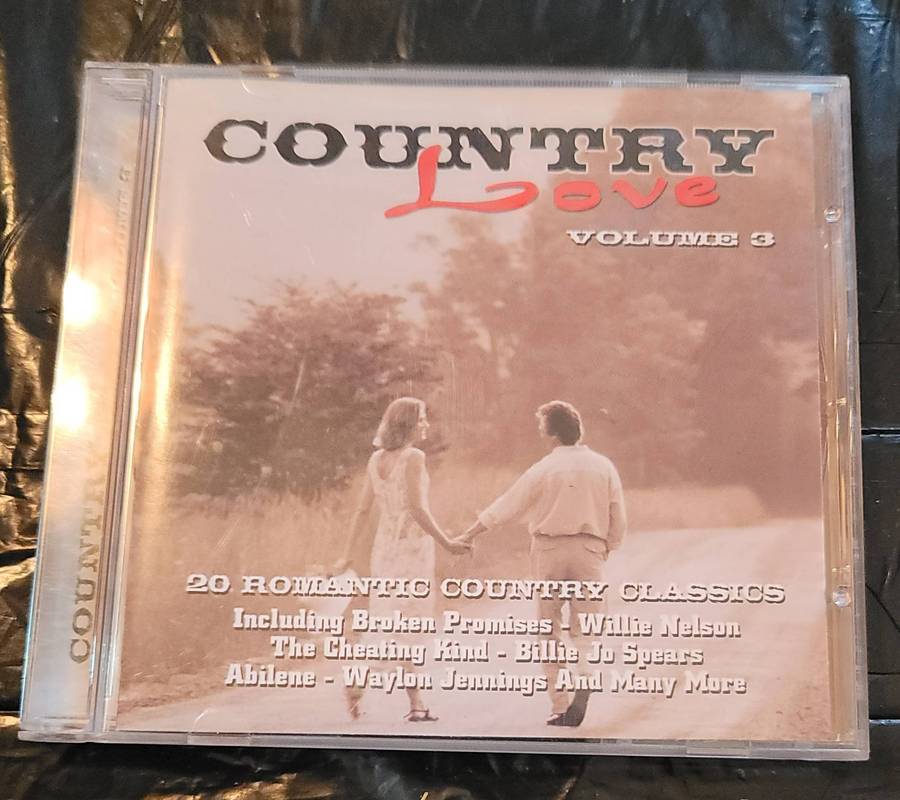 COUNTRY
Love
VOLUME 3
20 ROMANTIC COUNTRY CLASSICS
Including Broken Promises - Willie Nelson
The Cheating Kind - Billie Jo Spears
Abilene - Waylon Jennings And Many More
COUNTRY